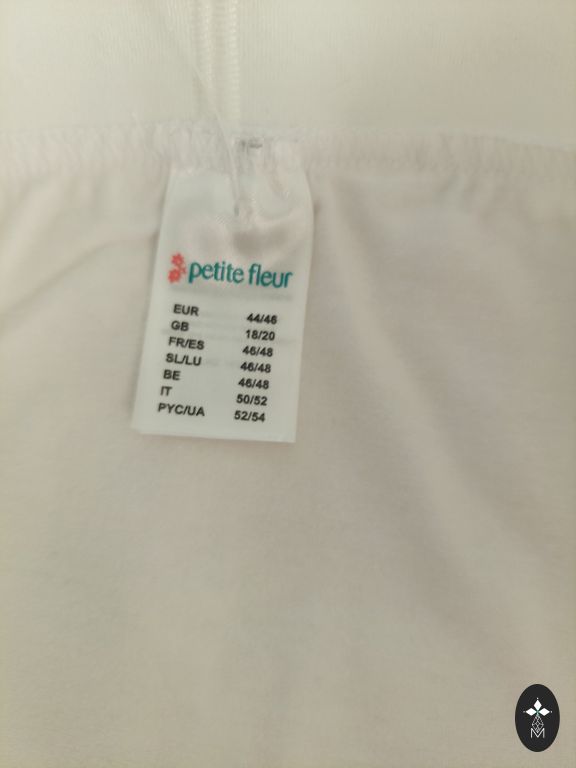 petite fleur
EUR 44/46
GB 18/20
FR/ES 46/48
SL/LU 46/48
BE 46/48
IT 50/52
PYC/UA 52/54
M